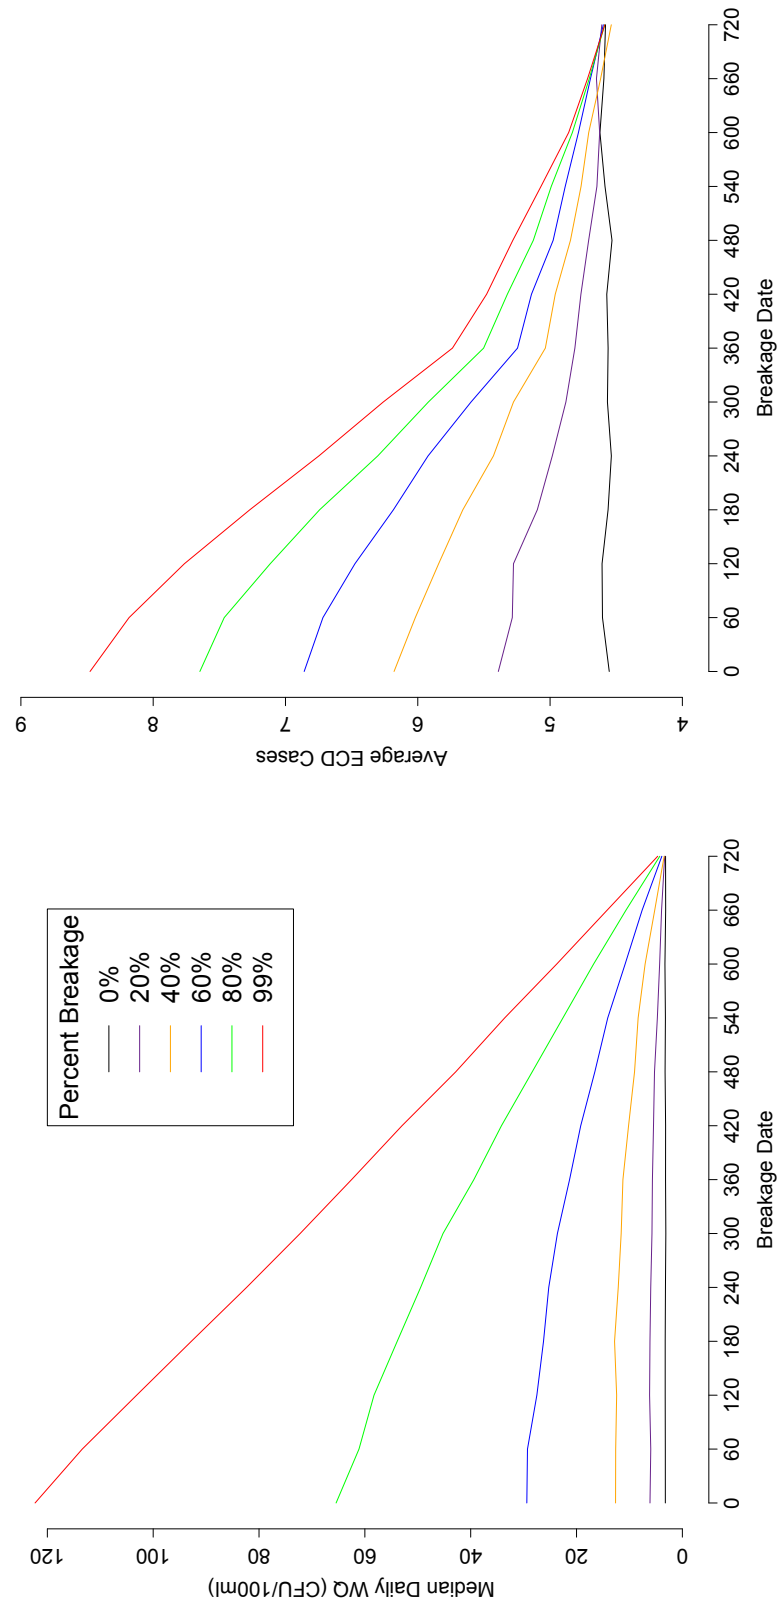 Median Daily WQ (CFU/100ml)
120
100
80
60
40
20
0
0 60 120 180 240 300 360 420 480 540 600 660 720
Breakage Date
Percent Breakage
0%
20%
40%
60%
80%
99%
Average ECD Cases
9
8
7
6
5
4
0 60 120 180 240 300 360 420 480 540 600 660 720
Breakage Date